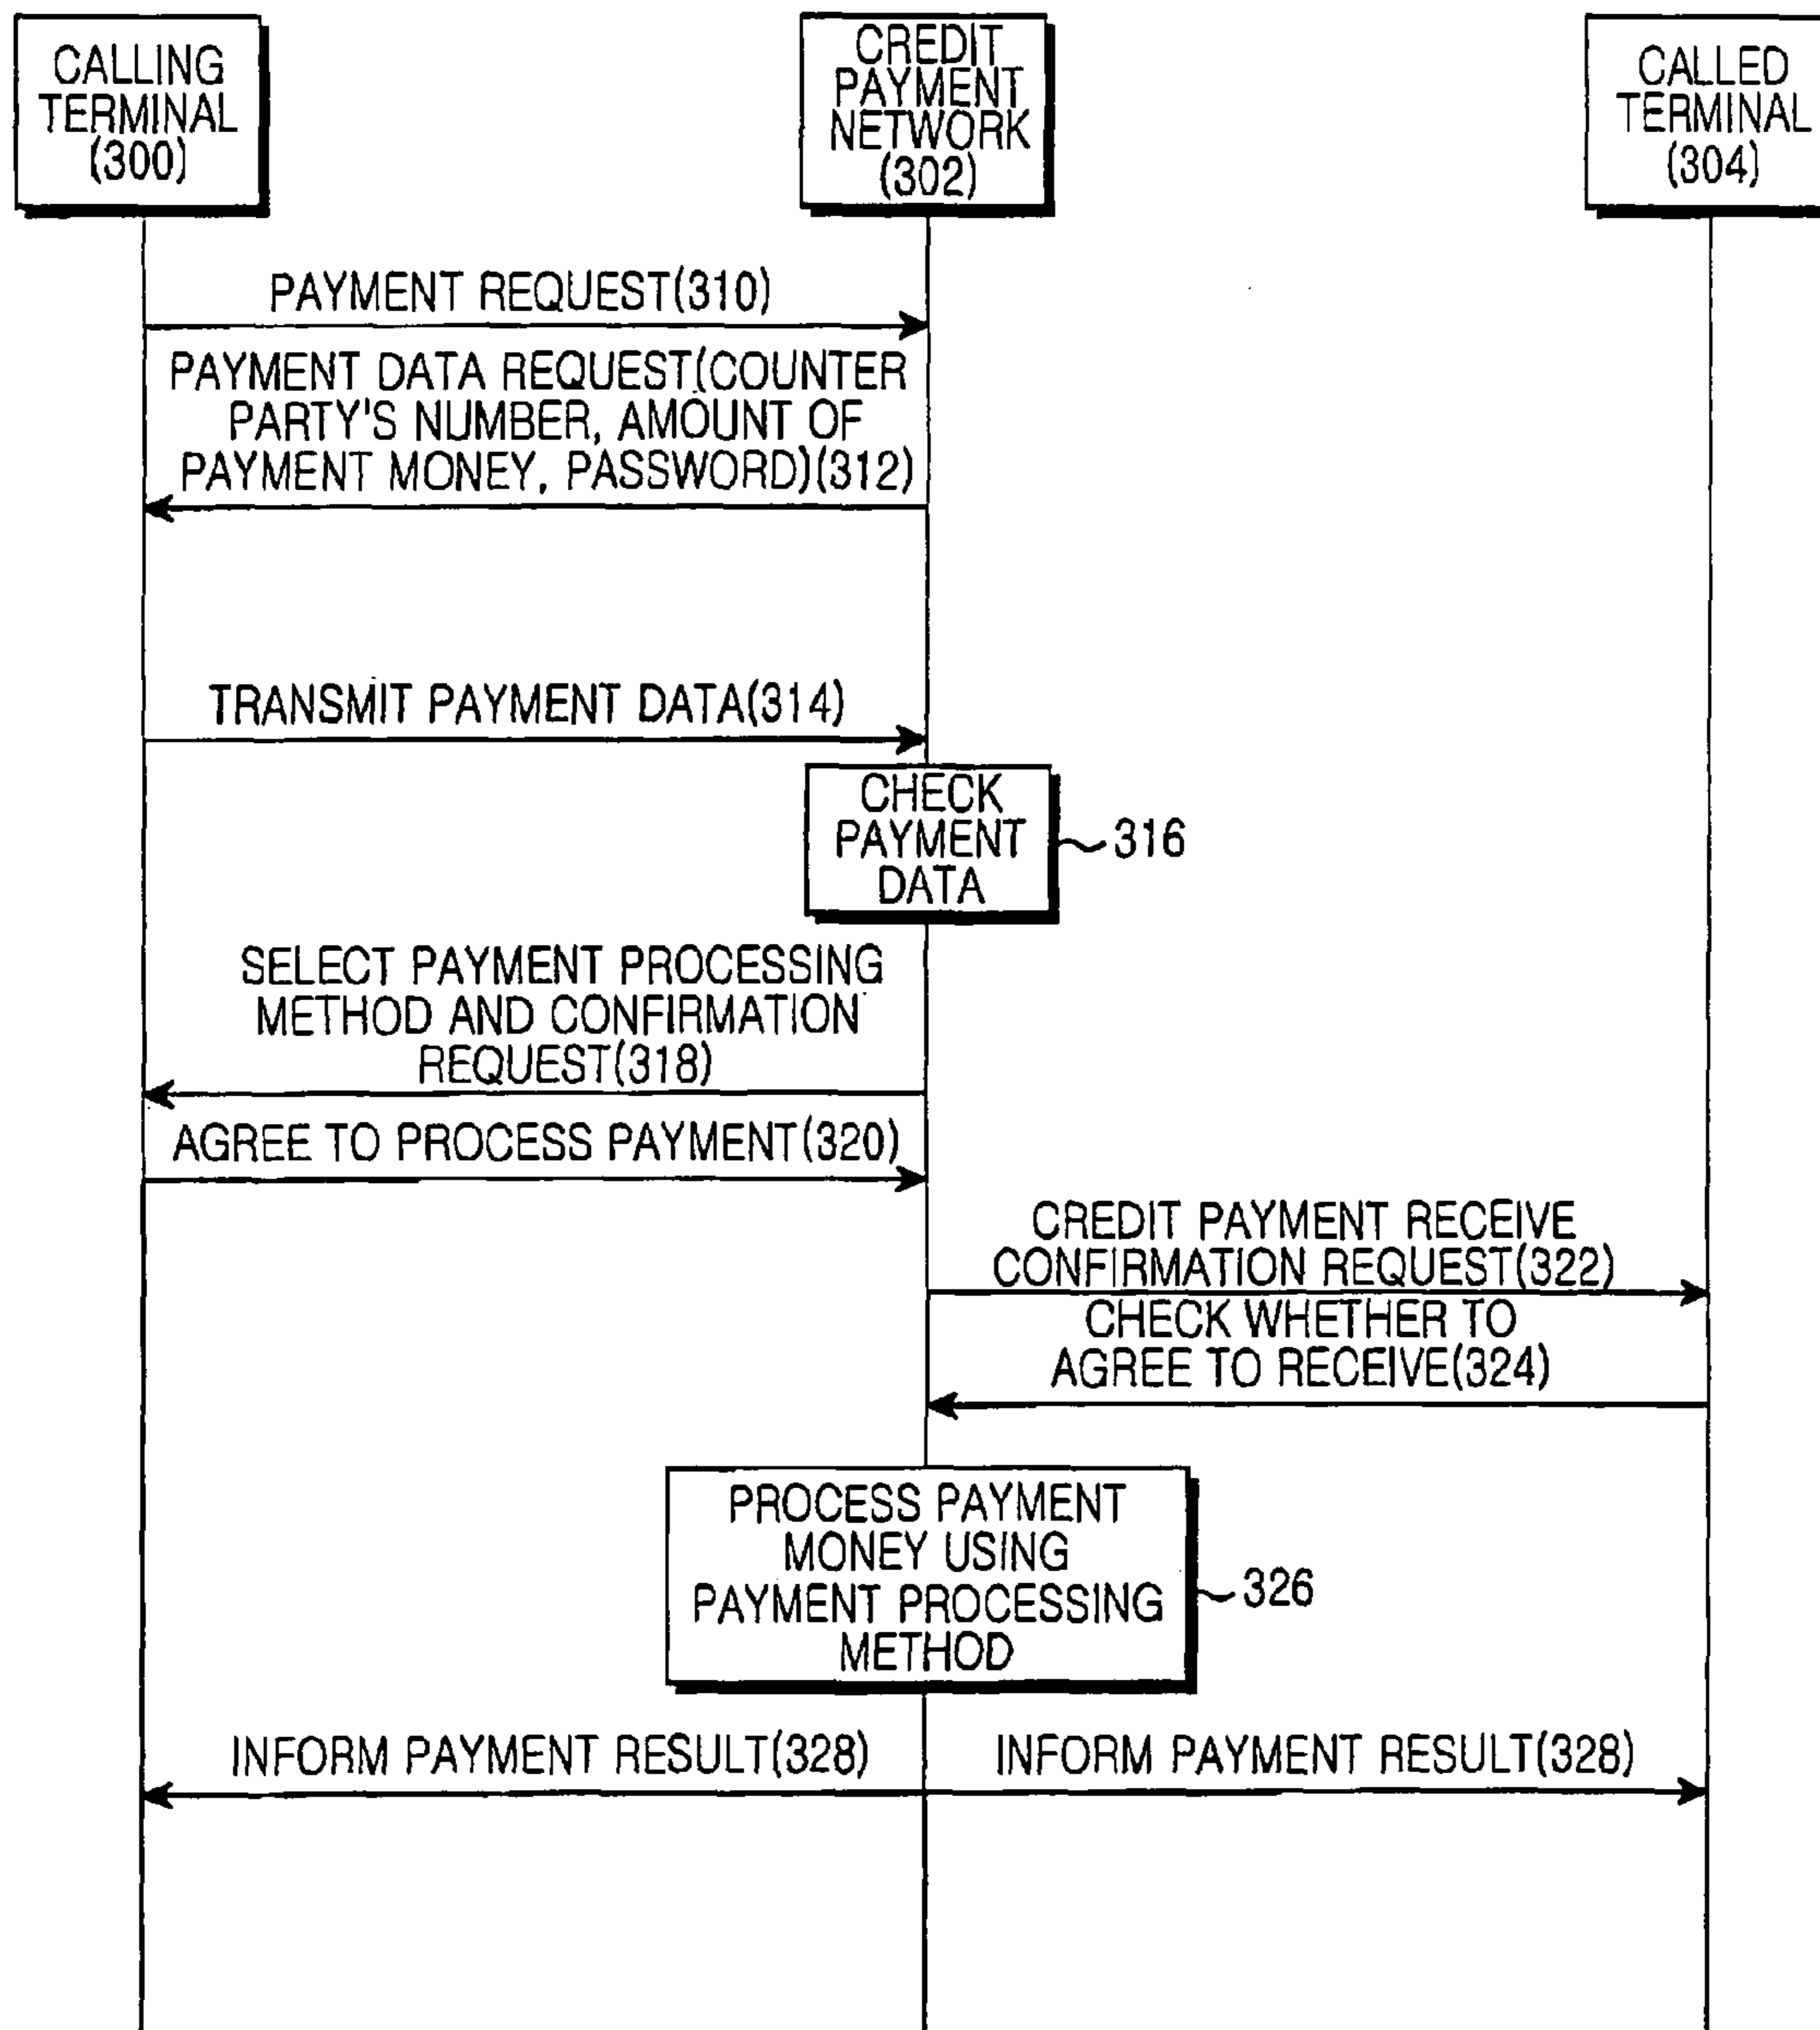 CALLING
TERMINAL
(300)
CREDIT
PAYMENT
NETWORK
(302)
CALLED
TERMINAL
(304)
PAYMENT REQUEST(310)
PAYMENT DATA REQUEST(COUNTER
PARTY'S NUMBER, AMOUNT OF
PAYMENT MONEY, PASSWORD)(312)
TRANSMIT PAYMENT DATA(314)
CHECK
PAYMENT
DATA
316
SELECT PAYMENT PROCESSING
METHOD AND CONFIRMATION
REQUEST(318)
AGREE TO PROCESS PAYMENT(320)
CREDIT PAYMENT RECEIVE
CONFIRMATION REQUEST(322)
CHECK WHETHER TO
AGREE TO RECEIVE(324)
PROCESS PAYMENT
MONEY USING
PAYMENT PROCESSING
METHOD
326
INFORM PAYMENT RESULT(328)
INFORM PAYMENT RESULT(328)